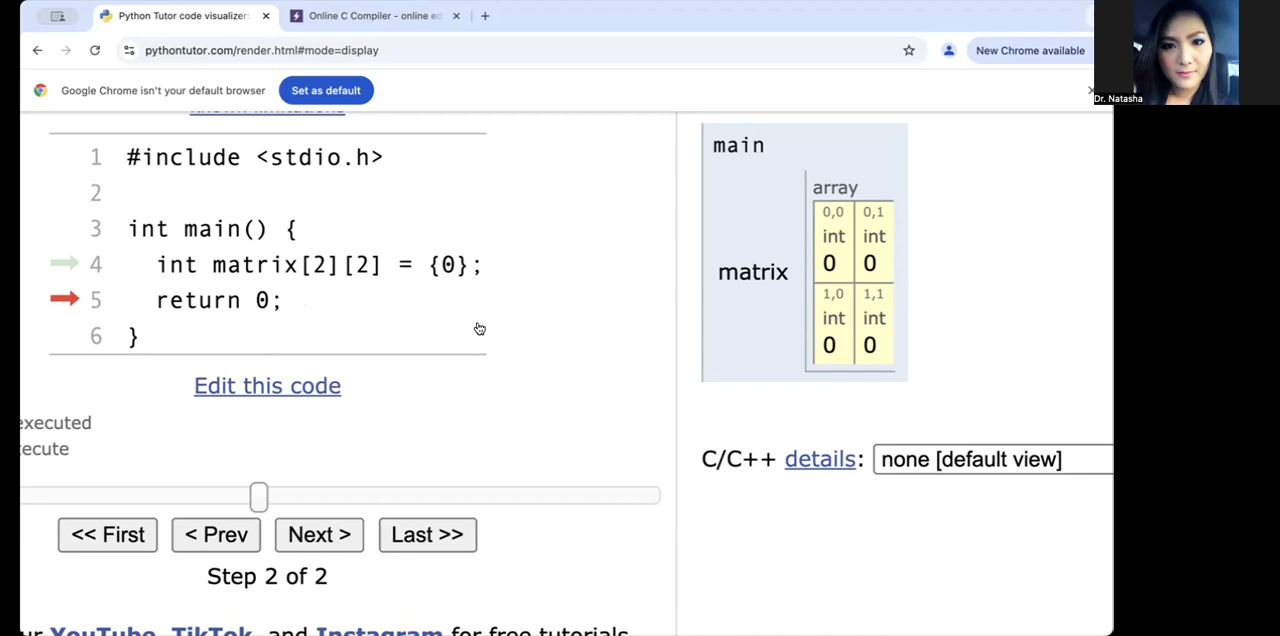 Python Tutor code visualizer:
Online C Compiler - online ed
pythontutor.com/render.html#mode=display
New Chrome available
Google Chrome isn't your default browser
Set as default
Dr. Natasha
known limitations
1 #include <stdio.h>
2
3 int main() {
4 int matrix[2][2] = {0};
5 return 0;
6 }
Edit this code
executed
ecute
<< First
< Prev
Next >
Last >>
Step 2 of 2
ur YouTube, TikTok, and Instagram for free tutorials
main
array
0,0 0,1
int int
0 0
matrix
1,0 1,1
int int
0 0
C/C++ details: none [default view]